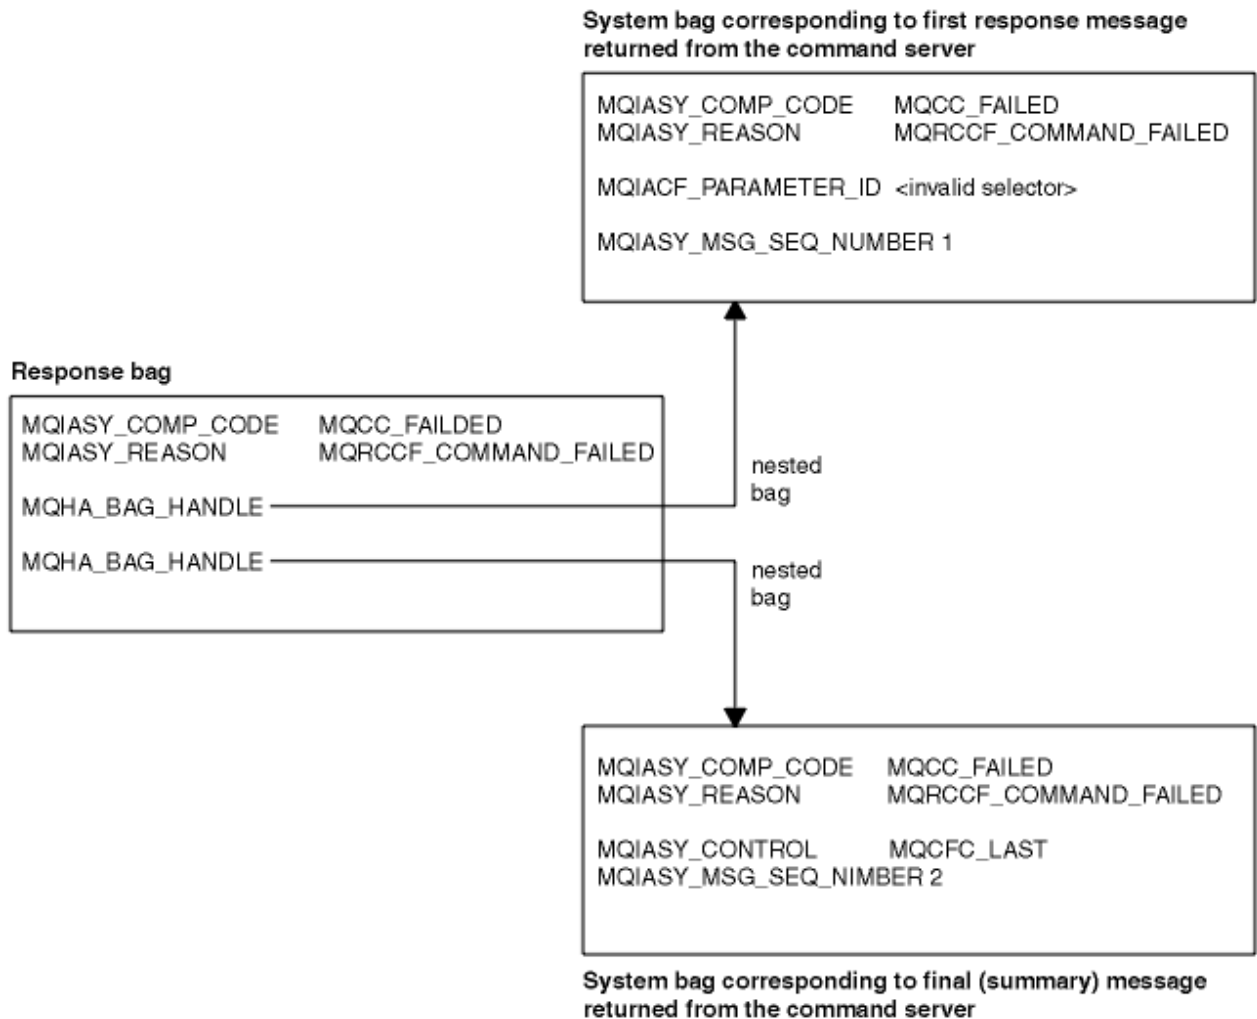 System bag corresponding to first response message
returned from the command server
MQIASY_COMP_CODE MQCC_FAILED
MQIASY_REASON MQRCCF_COMMAND_FAILED
MQIACF_PARAMETER_ID <invalid selector>
MQIASY_MSG_SEQ_NUMBER 1
Response bag
MQIASY_COMP_CODE MQCC_FAILDED
MQIASY_REASON MQRCCF_COMMAND_FAILED
MQHA_BAG_HANDLE
nested
bag
MQHA_BAG_HANDLE
nested
bag
MQIASY_COMP_CODE MQCC_FAILED
MQIASY_REASON MQRCCF_COMMAND_FAILED
MQIASY_CONTROL MQCFC_LAST
MQIASY_MSG_SEQ_NIMBER 2
System bag corresponding to final (summary) message
returned from the command server